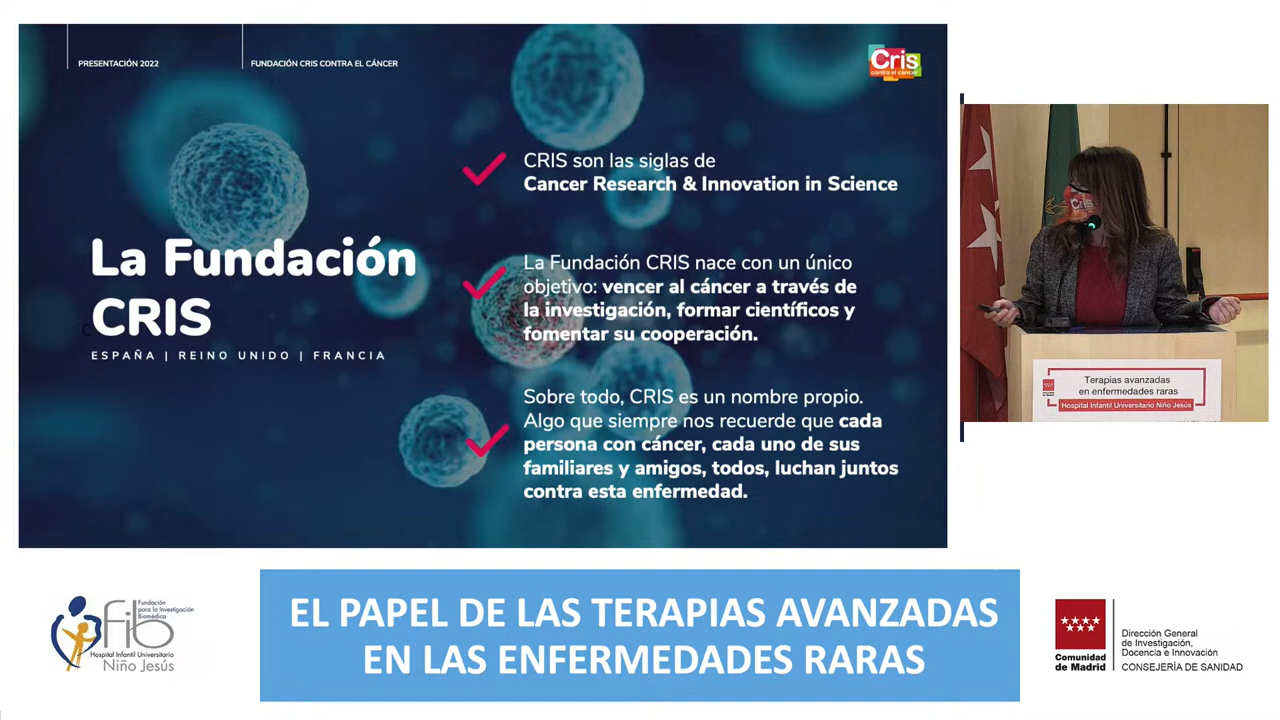 PRESENTACIÓN 2022
FUNDACIÓN CRIS CONTRA EL CÁNCER
Cris
contra el cáncer
La Fundación
CRIS
ESPAÑA | REINO UNIDO | FRANCIA
CRIS son las siglas de
Cancer Research & Innovation in Science
La Fundación CRIS nace con un único
objetivo: vencer al cáncer a través de
la investigación, formar científicos y
fomentar su cooperación.
Sobre todo, CRIS es un nombre propio.
Algo que siempre nos recuerde que cada
persona con cáncer, cada uno de sus
familiares y amigos, todos, luchan juntos
contra esta enfermedad.
Cris
Terapias avanzadas
en enfermedades raras
Hospital Infantil Universitario Niño Jesús
fib
Fundación
para la Investigación
Biomédica
Hospital Infantil Universitario
Niño Jesús
EL PAPEL DE LAS TERAPIAS AVANZADAS
EN LAS ENFERMEDADES RARAS
Comunidad
de Madrid
Dirección General
de Investigación,
Docencia e Innovación
CONSEJERÍA DE SANIDAD